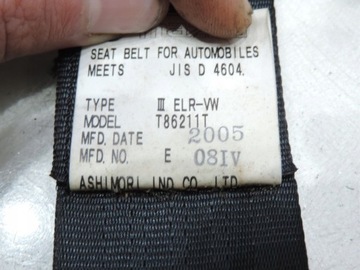 SEAT BELT FOR AUTOMOBILES
MEETS JIS D 4604.
TYPE III ELR-VW
MODEL T86211T
MFD. DATE 2005
MFD. NO. E 08IV
ASHIMORI IND CO., LTD